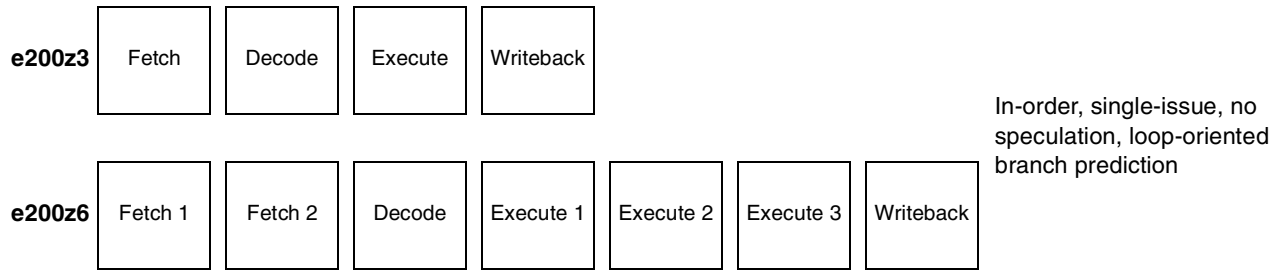 e200z3 Fetch Decode Execute Writeback
In-order, single-issue, no
speculation, loop-oriented
branch prediction
e200z6 Fetch 1 Fetch 2 Decode Execute 1 Execute 2 Execute 3 Writeback